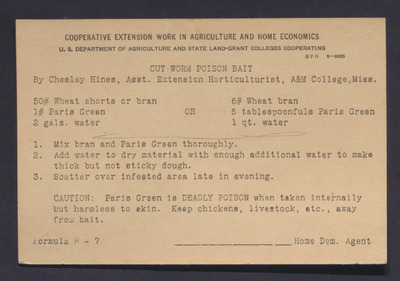 COOPERATIVE EXTENSION WORK IN AGRICULTURE AND HOME ECONOMICS
U. S. DEPARTMENT OF AGRICULTURE AND STATE LAND-GRANT COLLEGES COOPERATING
GPO
CUT WORM POISON BAIT
By Chesley Hines, Asst. Extension Horticulturist, A&M College, Miss.
50# Wheat shorts or bran 6# Wheat bran
1# Paris Green OR 6 tablespoonfuls Paris Green
2 gals. water 1 qt. water
1. Mix bran and Paris Green thoroughly.
2. Add water to dry material with enough additional water to make
thick but not sticky dough.
3. Scatter over infested area late in evening.
CAUTION: Paris Green is DEADLY POISON when taken internally
but harmless to skin. Keep chickens, livestock, etc., away
from bait.
Formula H - 7 Home Dem. Agent